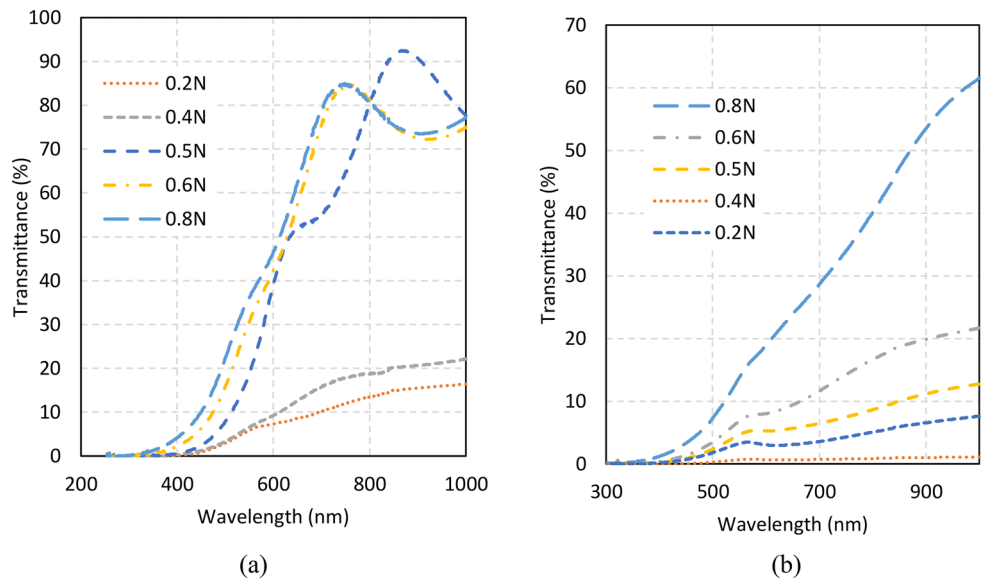 100
90
80
70
60
50
40
30
20
10
0
Transmittance (%)
0.2N
0.4N
0.5N
0.6N
0.8N
200 400 600 800 1000
Wavelength (nm)
(a)
70
60
50
40
30
20
10
0
Transmittance (%)
0.8N
0.6N
0.5N
0.4N
0.2N
300 500 700 900
Wavelength (nm)
(b)